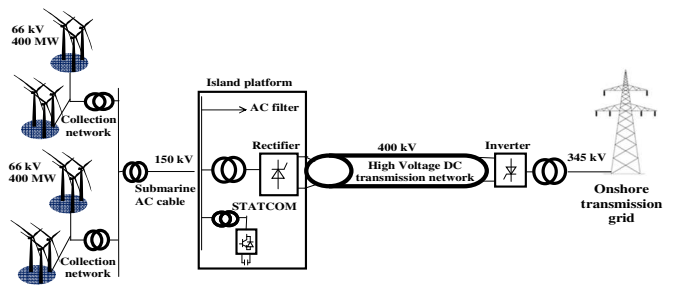 66 kV
400 MW
Collection
network
66 kV
400 MW
Collection
network
150 kV
Submarine
AC cable
Island platform
AC filter
Rectifier
STATCOM
400 kV
High Voltage DC
transmission network
Inverter
345 kV
Onshore
transmission
grid